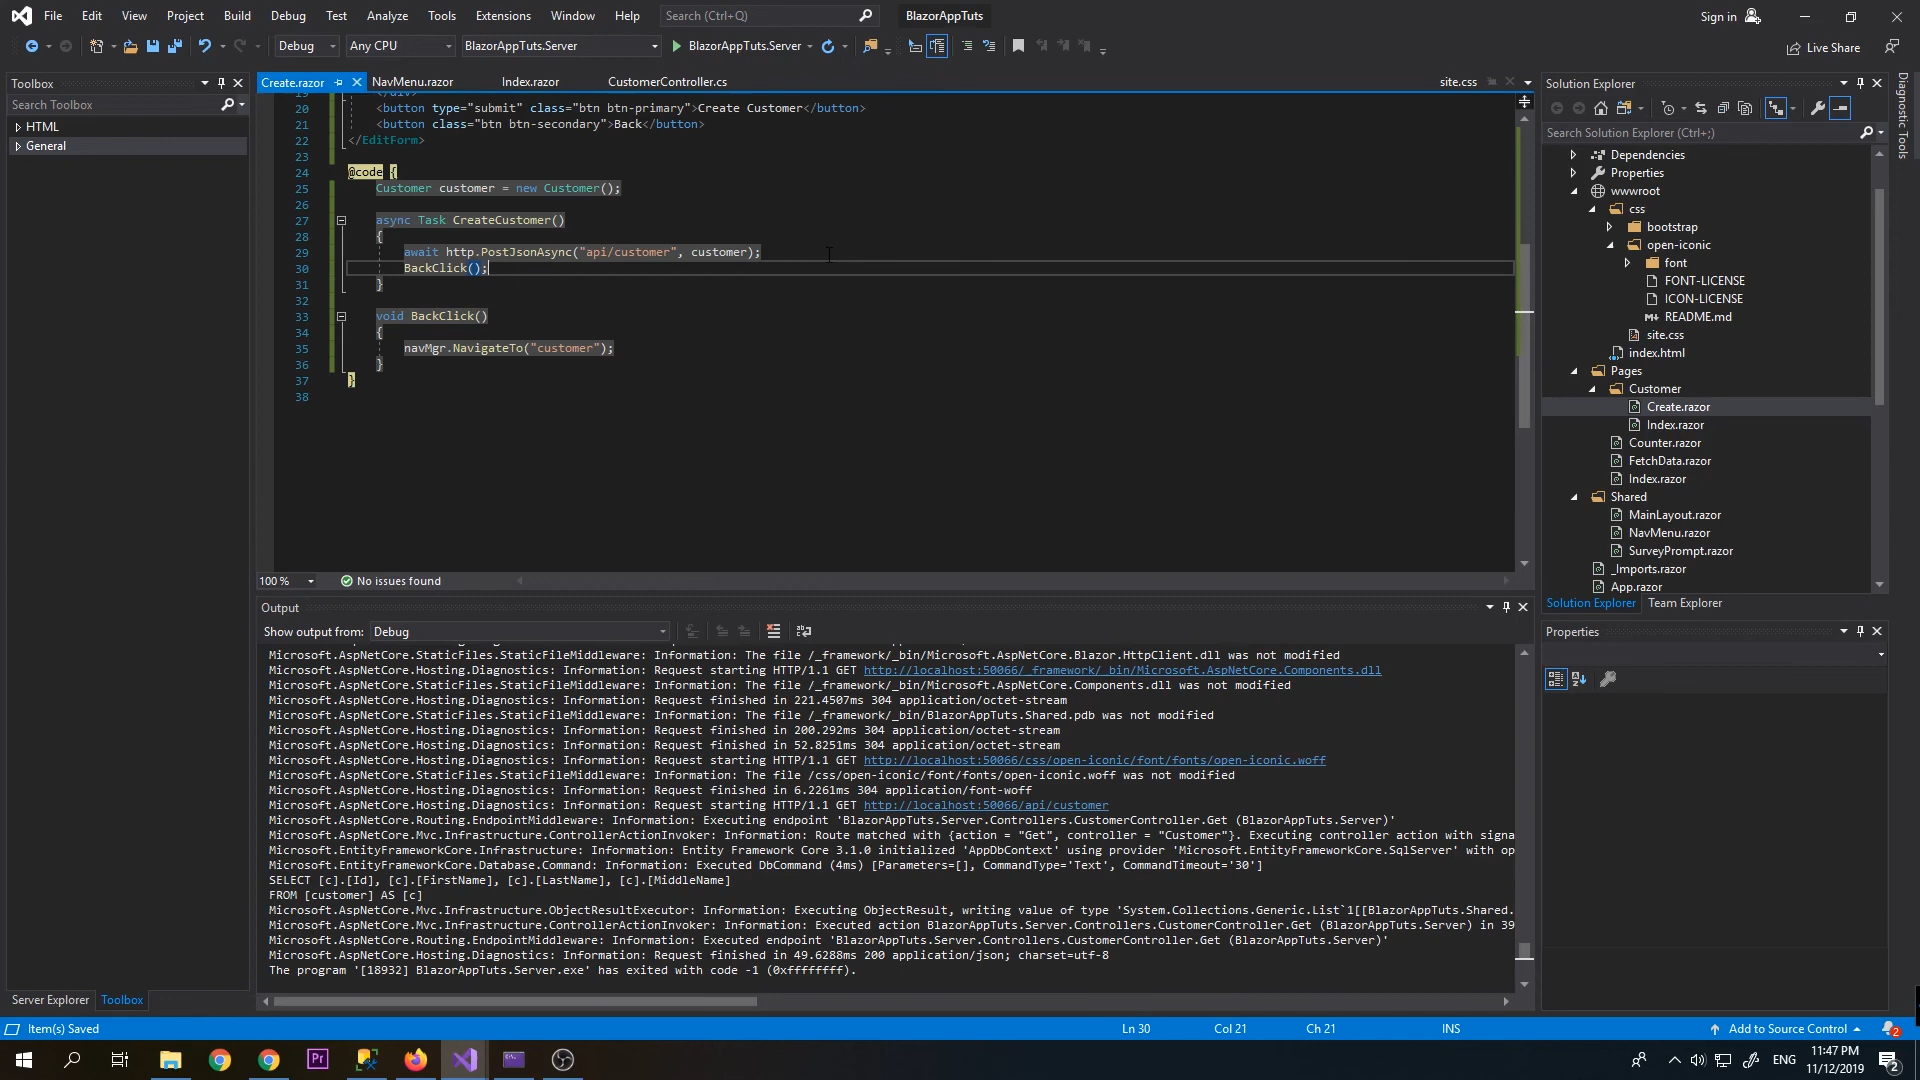 File Edit View Project Build Debug Test Analyze Tools Extensions Window Help Search (Ctrl+Q) BlazorAppTuts Sign in
Debug Any CPU BlazorAppTuts.Server BlazorAppTuts.Server Live Share
Toolbox
Search Toolbox
HTML
General
Create.razor NavMenu.razor Index.razor CustomerController.cs site.css
19 </div>
20 <button type="submit" class="btn btn-primary">Create Customer</button>
21 <button class="btn btn-secondary">Back</button>
22 </EditForm>
23
24 @code {
25 Customer customer = new Customer();
26
27 async Task CreateCustomer()
28 {
29 await http.PostJsonAsync("api/customer", customer);
30 BackClick();
31 }
32
33 void BackClick()
34 {
35 navMgr.NavigateTo("customer");
36 }
37 }
38
100 % No issues found
Output
Show output from: Debug
Microsoft.AspNetCore.StaticFiles.StaticFileMiddleware: Information: The file /_framework/_bin/Microsoft.AspNetCore.Blazor.HttpClient.dll was not modified
Microsoft.AspNetCore.Hosting.Diagnostics: Information: Request starting HTTP/1.1 GET http://localhost:50066/_framework/_bin/Microsoft.AspNetCore.Components.dll
Microsoft.AspNetCore.StaticFiles.StaticFileMiddleware: Information: The file /_framework/_bin/Microsoft.AspNetCore.Components.dll was not modified
Microsoft.AspNetCore.Hosting.Diagnostics: Information: Request finished in 221.4507ms 304 application/octet-stream
Microsoft.AspNetCore.StaticFiles.StaticFileMiddleware: Information: The file /_framework/_bin/BlazorAppTuts.Shared.pdb was not modified
Microsoft.AspNetCore.Hosting.Diagnostics: Information: Request finished in 200.292ms 304 application/octet-stream
Microsoft.AspNetCore.Hosting.Diagnostics: Information: Request finished in 52.8251ms 304 application/octet-stream
Microsoft.AspNetCore.Hosting.Diagnostics: Information: Request starting HTTP/1.1 GET http://localhost:50066/css/open-iconic/font/fonts/open-iconic.woff
Microsoft.AspNetCore.StaticFiles.StaticFileMiddleware: Information: The file /css/open-iconic/font/fonts/open-iconic.woff was not modified
Microsoft.AspNetCore.Hosting.Diagnostics: Information: Request finished in 6.2261ms 304 application/font-woff
Microsoft.AspNetCore.Hosting.Diagnostics: Information: Request starting HTTP/1.1 GET http://localhost:50066/api/customer
Microsoft.AspNetCore.Routing.EndpointMiddleware: Information: Executing endpoint 'BlazorAppTuts.Server.Controllers.CustomerController.Get (BlazorAppTuts.Server)'
Microsoft.AspNetCore.Mvc.Infrastructure.ControllerActionInvoker: Information: Route matched with {action = "Get", controller = "Customer"}. Executing controller action with signa
Microsoft.EntityFrameworkCore.Infrastructure: Information: Entity Framework Core 3.1.0 initialized 'AppDbContext' using provider 'Microsoft.EntityFrameworkCore.SqlServer' with op
Microsoft.EntityFrameworkCore.Database.Command: Information: Executed DbCommand (4ms) [Parameters=[], CommandType='Text', CommandTimeout='30']
SELECT [c].[Id], [c].[FirstName], [c].[LastName], [c].[MiddleName]
FROM [customer] AS [c]
Microsoft.AspNetCore.Mvc.Infrastructure.ObjectResultExecutor: Information: Executing ObjectResult, writing value of type 'System.Collections.Generic.List`1[[BlazorAppTuts.Shared.
Microsoft.AspNetCore.Mvc.Infrastructure.ControllerActionInvoker: Information: Executed action BlazorAppTuts.Server.Controllers.CustomerController.Get (BlazorAppTuts.Server) in 39
Microsoft.AspNetCore.Routing.EndpointMiddleware: Information: Executed endpoint 'BlazorAppTuts.Server.Controllers.CustomerController.Get (BlazorAppTuts.Server)'
Microsoft.AspNetCore.Hosting.Diagnostics: Information: Request finished in 49.6288ms 200 application/json; charset=utf-8
The program '[18932] BlazorAppTuts.Server.exe' has exited with code -1 (0xffffffff).
Solution Explorer
Search Solution Explorer (Ctrl+;)
Dependencies
Properties
wwwroot
css
bootstrap
open-iconic
font
FONT-LICENSE
ICON-LICENSE
README.md
site.css
index.html
Pages
Customer
Create.razor
Index.razor
Counter.razor
FetchData.razor
Index.razor
Shared
MainLayout.razor
NavMenu.razor
SurveyPrompt.razor
_Imports.razor
App.razor
Solution Explorer Team Explorer
Properties
Diagnostic Tools
Server Explorer Toolbox
Item(s) Saved Ln 30 Col 21 Ch 21 INS Add to Source Control 2
Pr ENG 11:47 PM
11/12/2019 2